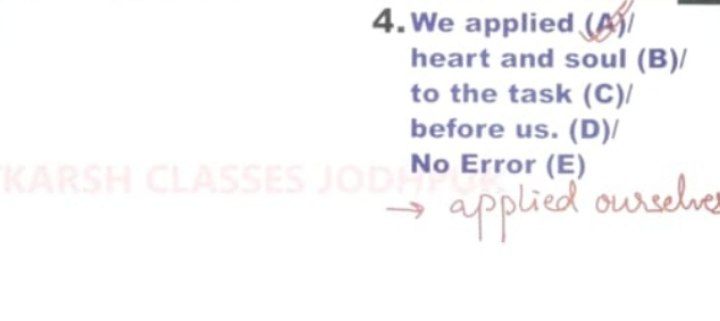 4. We applied (A)/
heart and soul (B)/
to the task (C)/
before us. (D)/
No Error (E)
KARSH CLASSES JODHPUR
→ applied ourselves